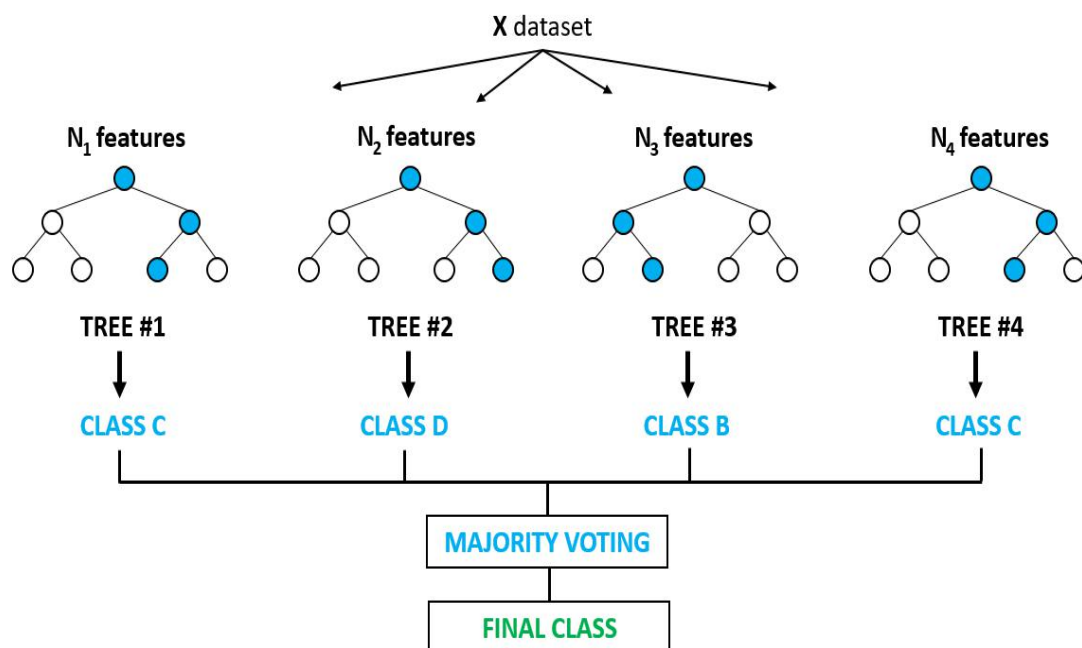 X dataset
N₁ features N₂ features N₃ features N₄ features
TREE #1 TREE #2 TREE #3 TREE #4
CLASS C CLASS D CLASS B CLASS C
MAJORITY VOTING
FINAL CLASS